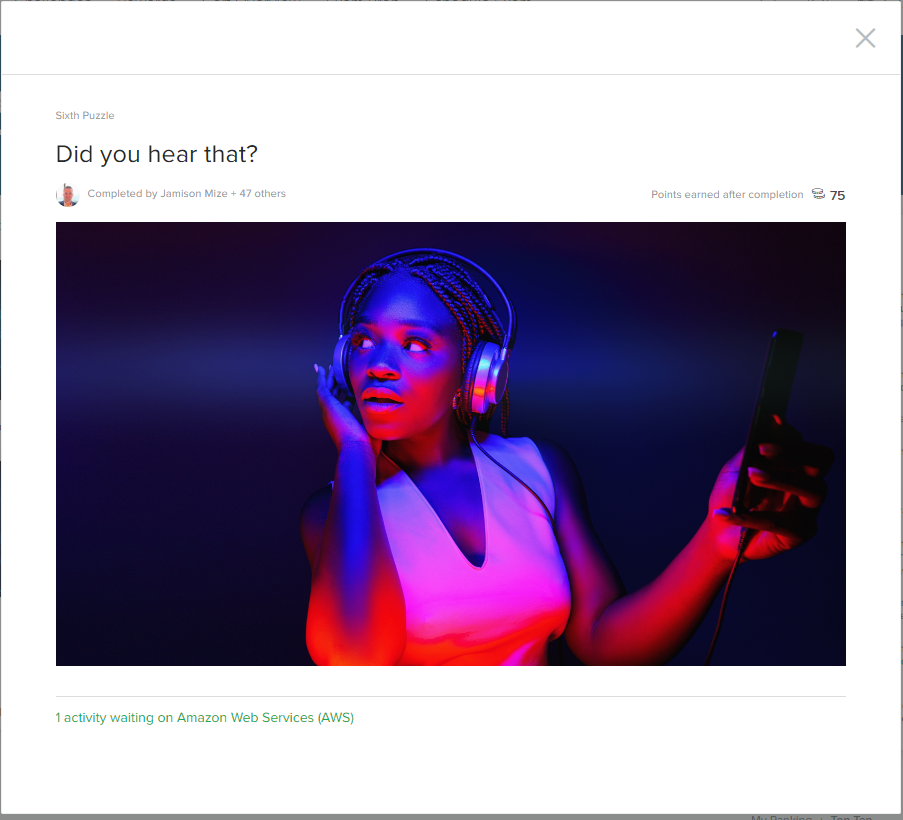 Sixth Puzzle
Did you hear that?
Completed by Jamison Mize + 47 others
Points earned after completion 75
1 activity waiting on Amazon Web Services (AWS)